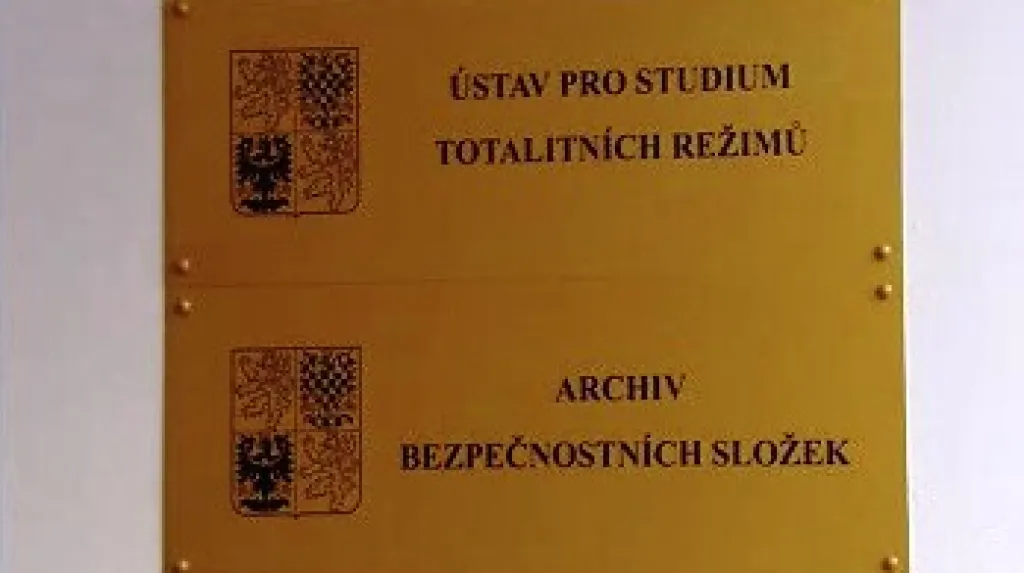 ÚSTAV PRO STUDIUM
TOTALITNÍCH REŽIMŮ
ARCHIV
BEZPEČNOSTNÍCH SLOŽEK